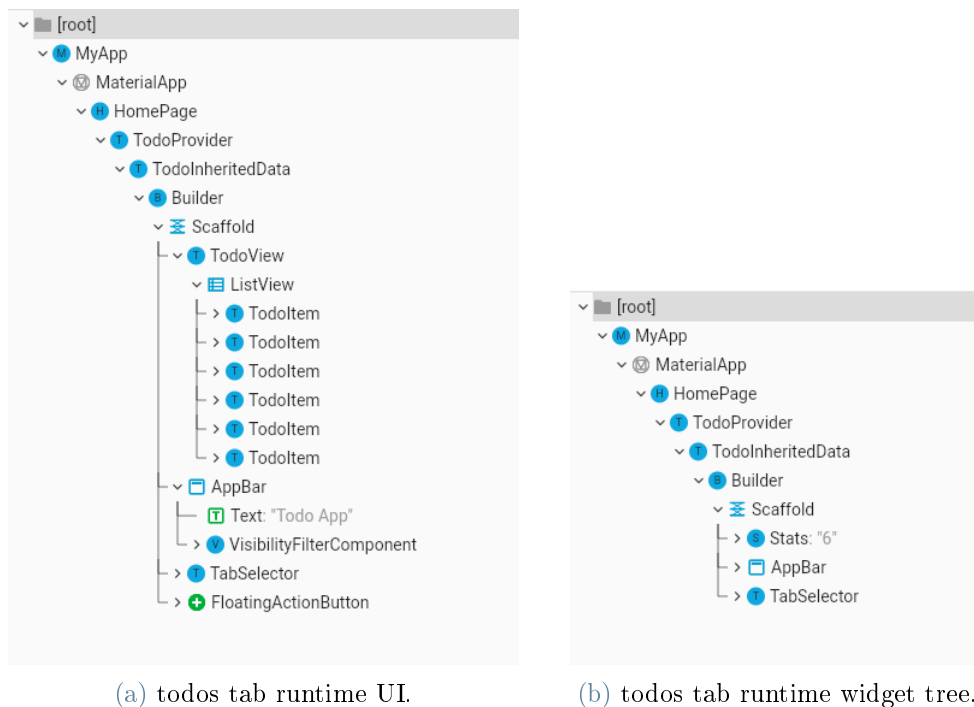 [root]
MyApp
MaterialApp
HomePage
TodoProvider
TodoInheritedData
Builder
Scaffold
TodoView
ListView
TodoItem
TodoItem
TodoItem
TodoItem
TodoItem
TodoItem
AppBar
Text: "Todo App"
VisibilityFilterComponent
TabSelector
FloatingActionButton
(a) todos tab runtime UI.
[root]
MyApp
MaterialApp
HomePage
TodoProvider
TodoInheritedData
Builder
Scaffold
Stats: "6"
AppBar
TabSelector
(b) todos tab runtime widget tree.